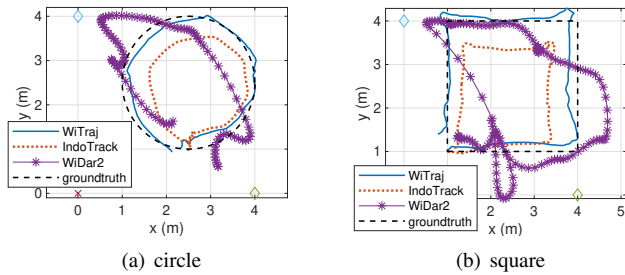 4
3
2
1
0
y (m)
WiTraj
IndoTrack
WiDar2
groundtruth
0 1 2 3 4
x (m)
(a) circle
4
3
2
1
0
y (m)
WiTraj
IndoTrack
WiDar2
groundtruth
2 3 4 5
x (m)
(b) square